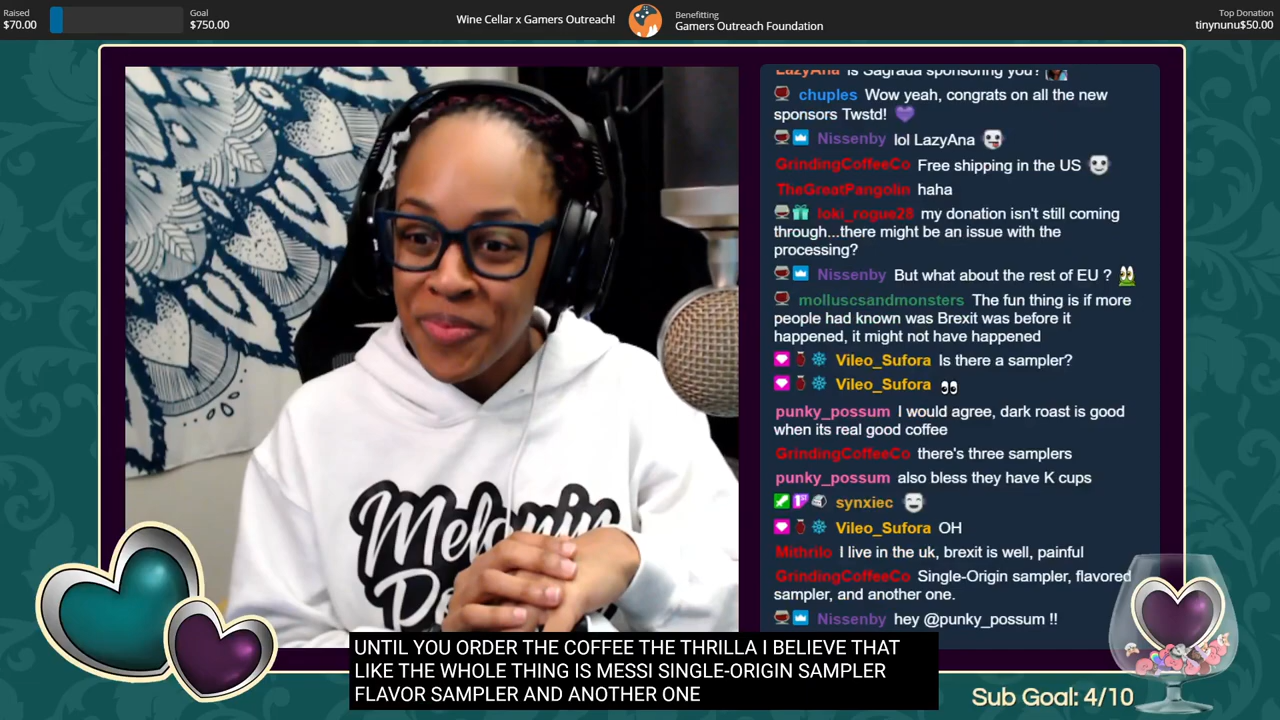 Raised
$70.00
Goal
$750.00
Wine Cellar x Gamers Outreach!
Benefitting
Gamers Outreach Foundation
Top Donation
tinynunu$50.00
LazyAna is Sagrada sponsoring you?
chuples Wow yeah, congrats on all the new
sponsors Twstd!
Nissenby lol LazyAna
GrindingCoffeeCo Free shipping in the US
TheGreatPangolin haha
loki_rogue28 my donation isn't still coming
through...there might be an issue with the
processing?
Nissenby But what about the rest of EU ?
molluscsandmonsters The fun thing is if more
people had known was Brexit was before it
happened, it might not have happened
Vileo_Sufora Is there a sampler?
Vileo_Sufora
punky_possum I would agree, dark roast is good
when its real good coffee
GrindingCoffeeCo there's three samplers
punky_possum also bless they have K cups
synxiec
Vileo_Sufora OH
Mithrilo I live in the uk, brexit is well, painful
GrindingCoffeeCo Single-Origin sampler, flavored
sampler, and another one.
Nissenby hey @punky_possum !!
Melanin
UNTIL YOU ORDER THE COFFEE THE THRILLA I BELIEVE THAT
LIKE THE WHOLE THING IS MESSI SINGLE-ORIGIN SAMPLER
FLAVOR SAMPLER AND ANOTHER ONE
Sub Goal: 4/10